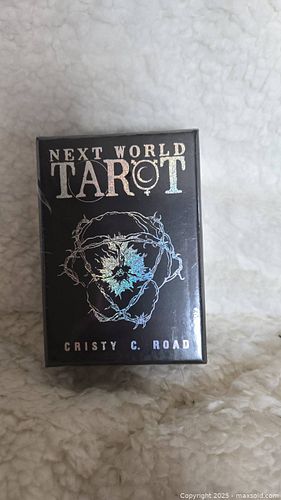 NEXT WORLD
TAROT
CRISTY C. ROAD
Copyright © 2025 - maxsold.com